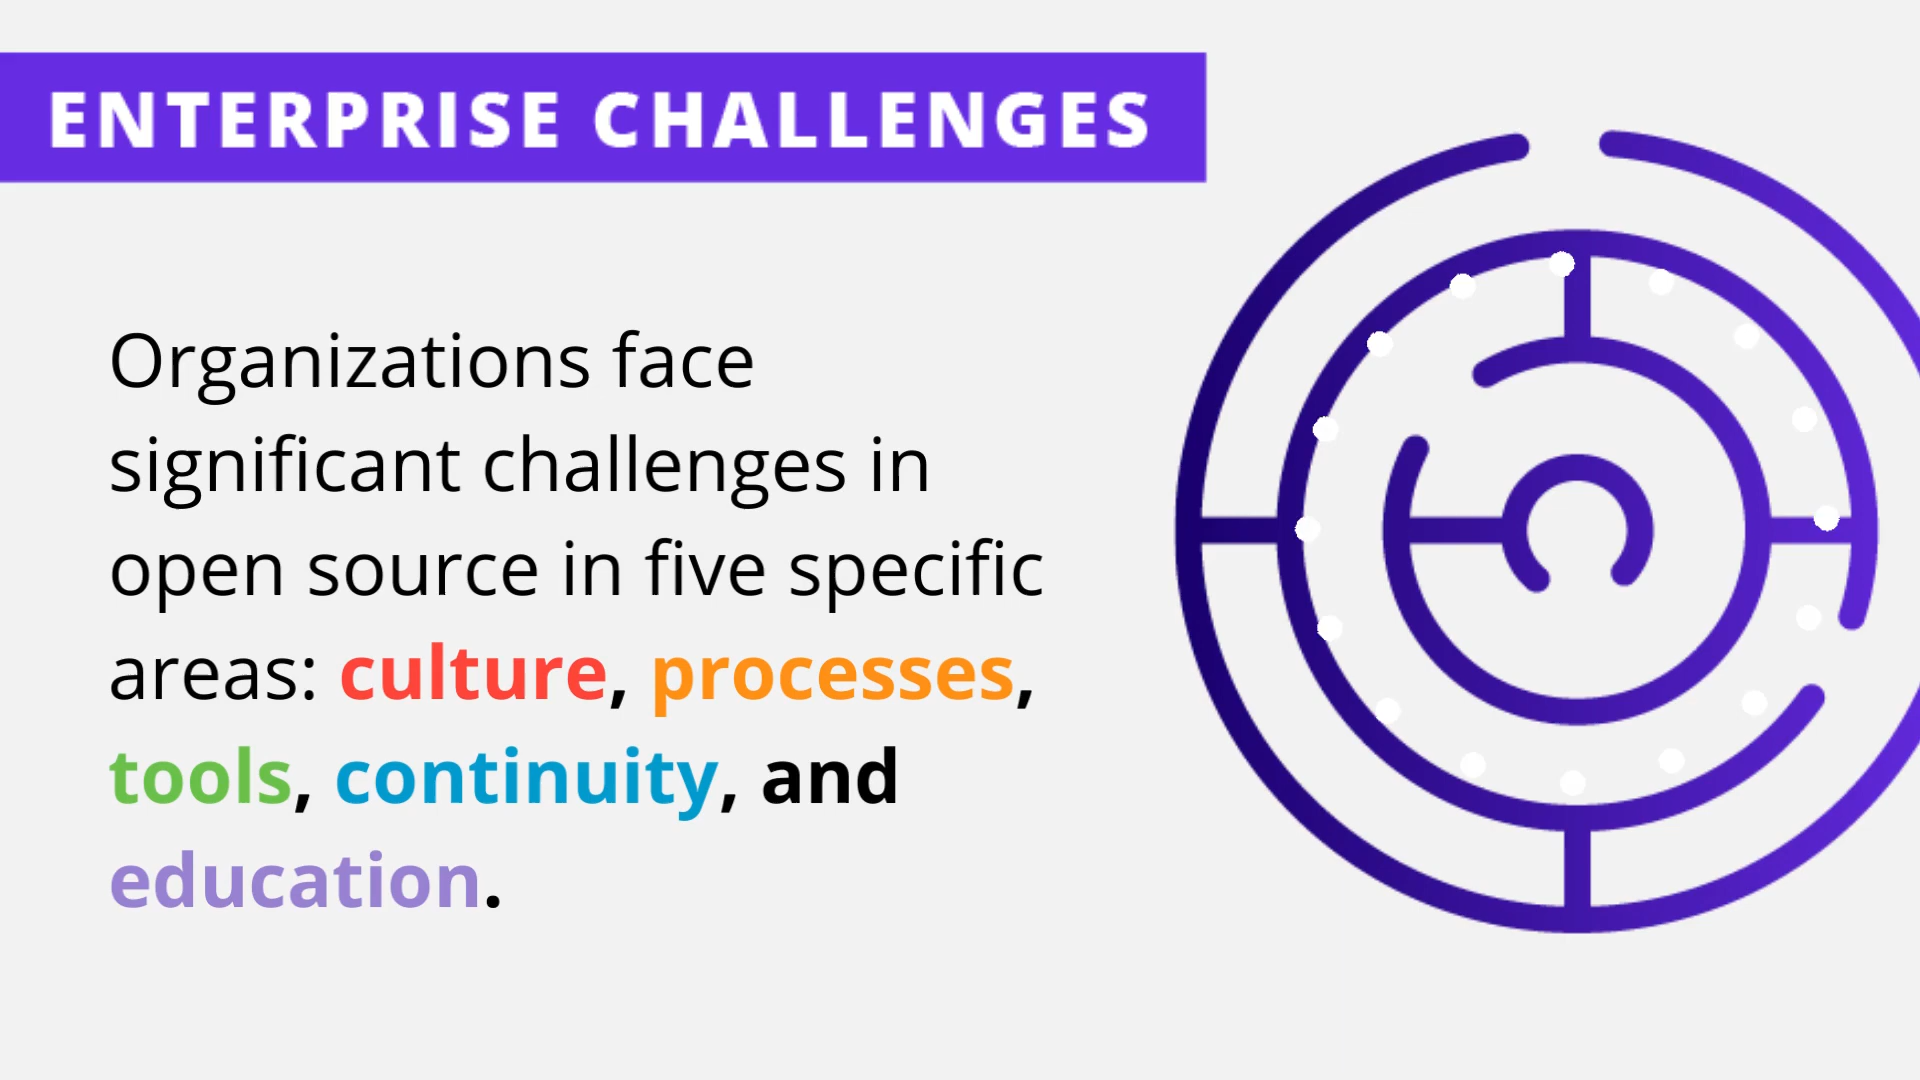 ENTERPRISE CHALLENGES
Organizations face
significant challenges in
open source in five specific
areas: culture, processes,
tools, continuity, and
education.